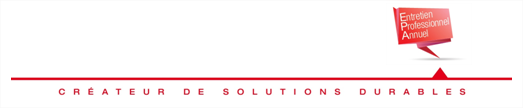 Entretien
Professionnel
Annuel
CRÉATEUR DE SOLUTIONS DURABLES